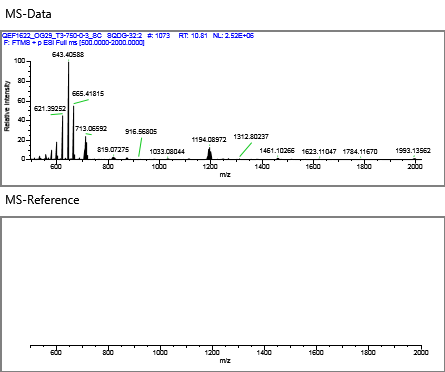 MS-Data
QEF1622_OG29_T3-750-0-3_BC SQDG-32:2 #: 1073 RT: 10.81 NL: 2.52E+06
F: FTMS + p ESI Full ms [500.0000-2000.0000]
643.40588
100
80
665.41815
Relative Intensity
60
621.39252
40
713.06592
916.56805
1194.08972
1312.80237
20
819.07275
1033.08044
1461.10266
1623.11047
1784.11670
1993.13562
0
600 800 1000 1200 1400 1600 1800 2000
m/z
MS-Reference
600 800 1000 1200 1400 1600 1800 2000
m/z